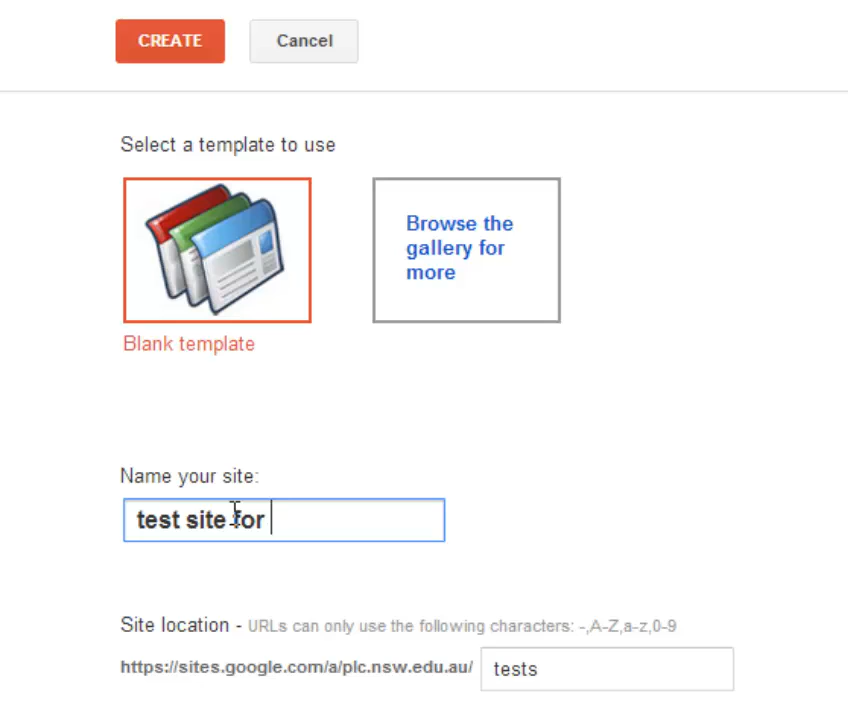 CREATE Cancel
Select a template to use
Browse the
gallery for
more
Blank template
Name your site:
test site for
Site location - URLs can only use the following characters: -,A-Z,a-z,0-9
https://sites.google.com/a/plc.nsw.edu.au/ tests